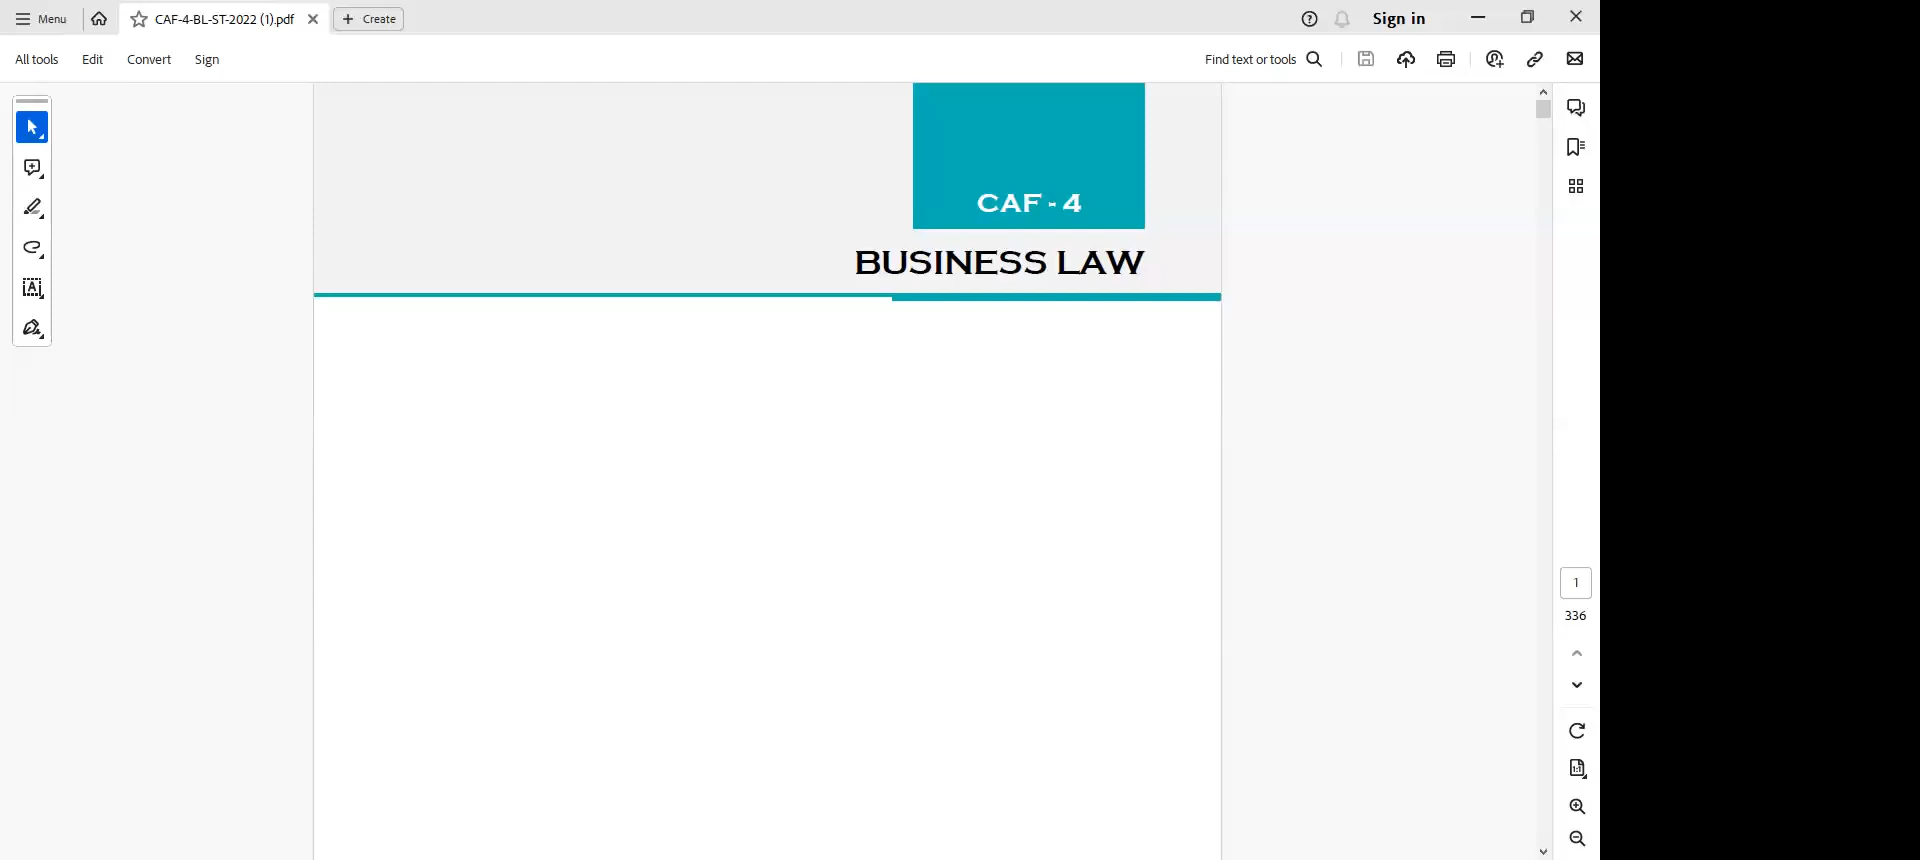 Menu
CAF-4-BL-ST-2022 (1).pdf
Create
Sign in
All tools
Edit
Convert
Sign
Find text or tools
CAF - 4
BUSINESS LAW
1
336